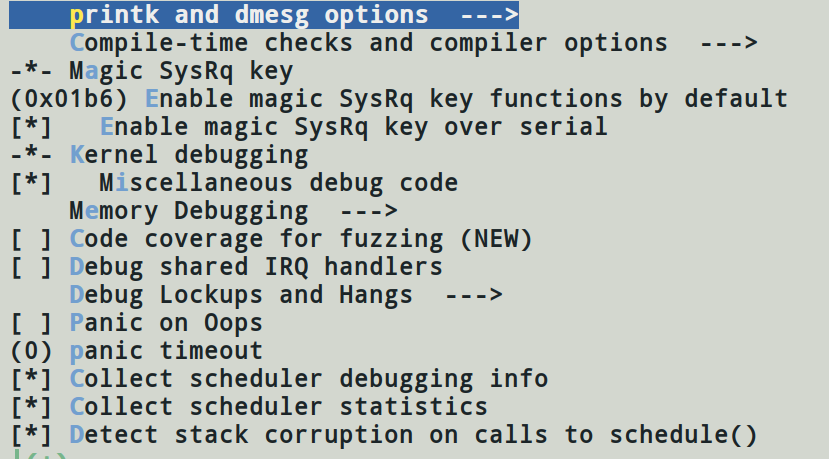 printk and dmesg options  --->
Compile-time checks and compiler options  --->
-*- Magic SysRq key
(0x01b6) Enable magic SysRq key functions by default
[*]   Enable magic SysRq key over serial
-*- Kernel debugging
[*]   Miscellaneous debug code
Memory Debugging  --->
[ ] Code coverage for fuzzing (NEW)
[ ] Debug shared IRQ handlers
Debug Lockups and Hangs  --->
[ ] Panic on Oops
(0) panic timeout
[*] Collect scheduler debugging info
[*] Collect scheduler statistics
[*] Detect stack corruption on calls to schedule()